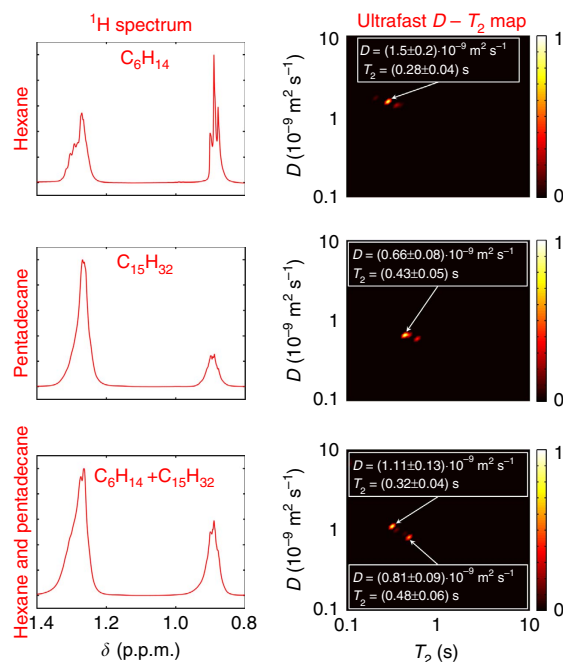 ¹H spectrum
Ultrafast D – T₂ map
Hexane
C₆H₁₄
D (10⁻⁹ m² s⁻¹)
10
1
0.1
D = (1.5±0.2)·10⁻⁹ m² s⁻¹
T₂ = (0.28±0.04) s
1
0
Pentadecane
C₁₅H₃₂
D (10⁻⁹ m² s⁻¹)
10
1
0.1
D = (0.66±0.08)·10⁻⁹ m² s⁻¹
T₂ = (0.43±0.05) s
1
0
Hexane and pentadecane
C₆H₁₄ +C₁₅H₃₂
D (10⁻⁹ m² s⁻¹)
10
1
0.1
D = (1.11±0.13)·10⁻⁹ m² s⁻¹
T₂ = (0.32±0.04) s
D = (0.81±0.09)·10⁻⁹ m² s⁻¹
T₂ = (0.48±0.06) s
1
0
1.4 1.2 1.0 0.8
δ (p.p.m.)
0.1 1 10
T₂ (s)